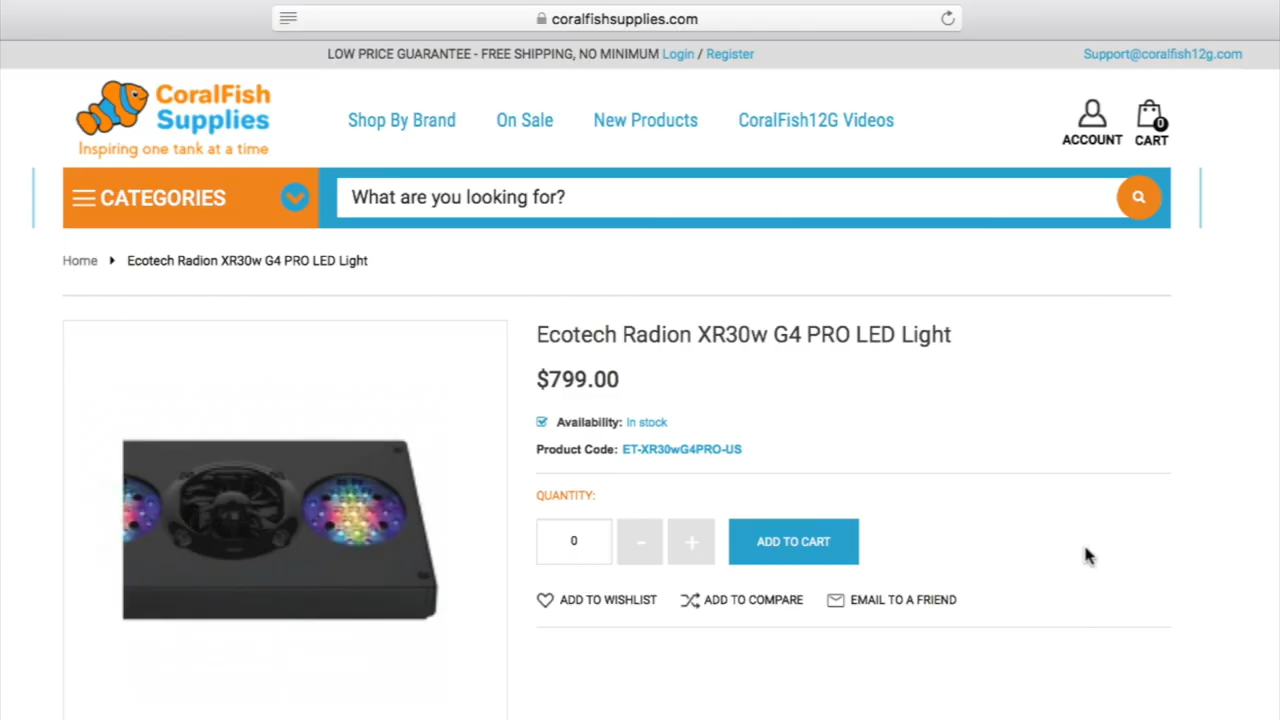 coralfishsupplies.com
LOW PRICE GUARANTEE - FREE SHIPPING, NO MINIMUM Login / Register
Support@coralfish12g.com
CoralFish
Supplies
Inspiring one tank at a time
Shop By Brand
On Sale
New Products
CoralFish12G Videos
ACCOUNT
0
CART
CATEGORIES
What are you looking for?
Home
Ecotech Radion XR30w G4 PRO LED Light
Ecotech Radion XR30w G4 PRO LED Light
$799.00
Availability: In stock
Product Code: ET-XR30wG4PRO-US
QUANTITY:
0
-
+
ADD TO CART
ADD TO WISHLIST
ADD TO COMPARE
EMAIL TO A FRIEND